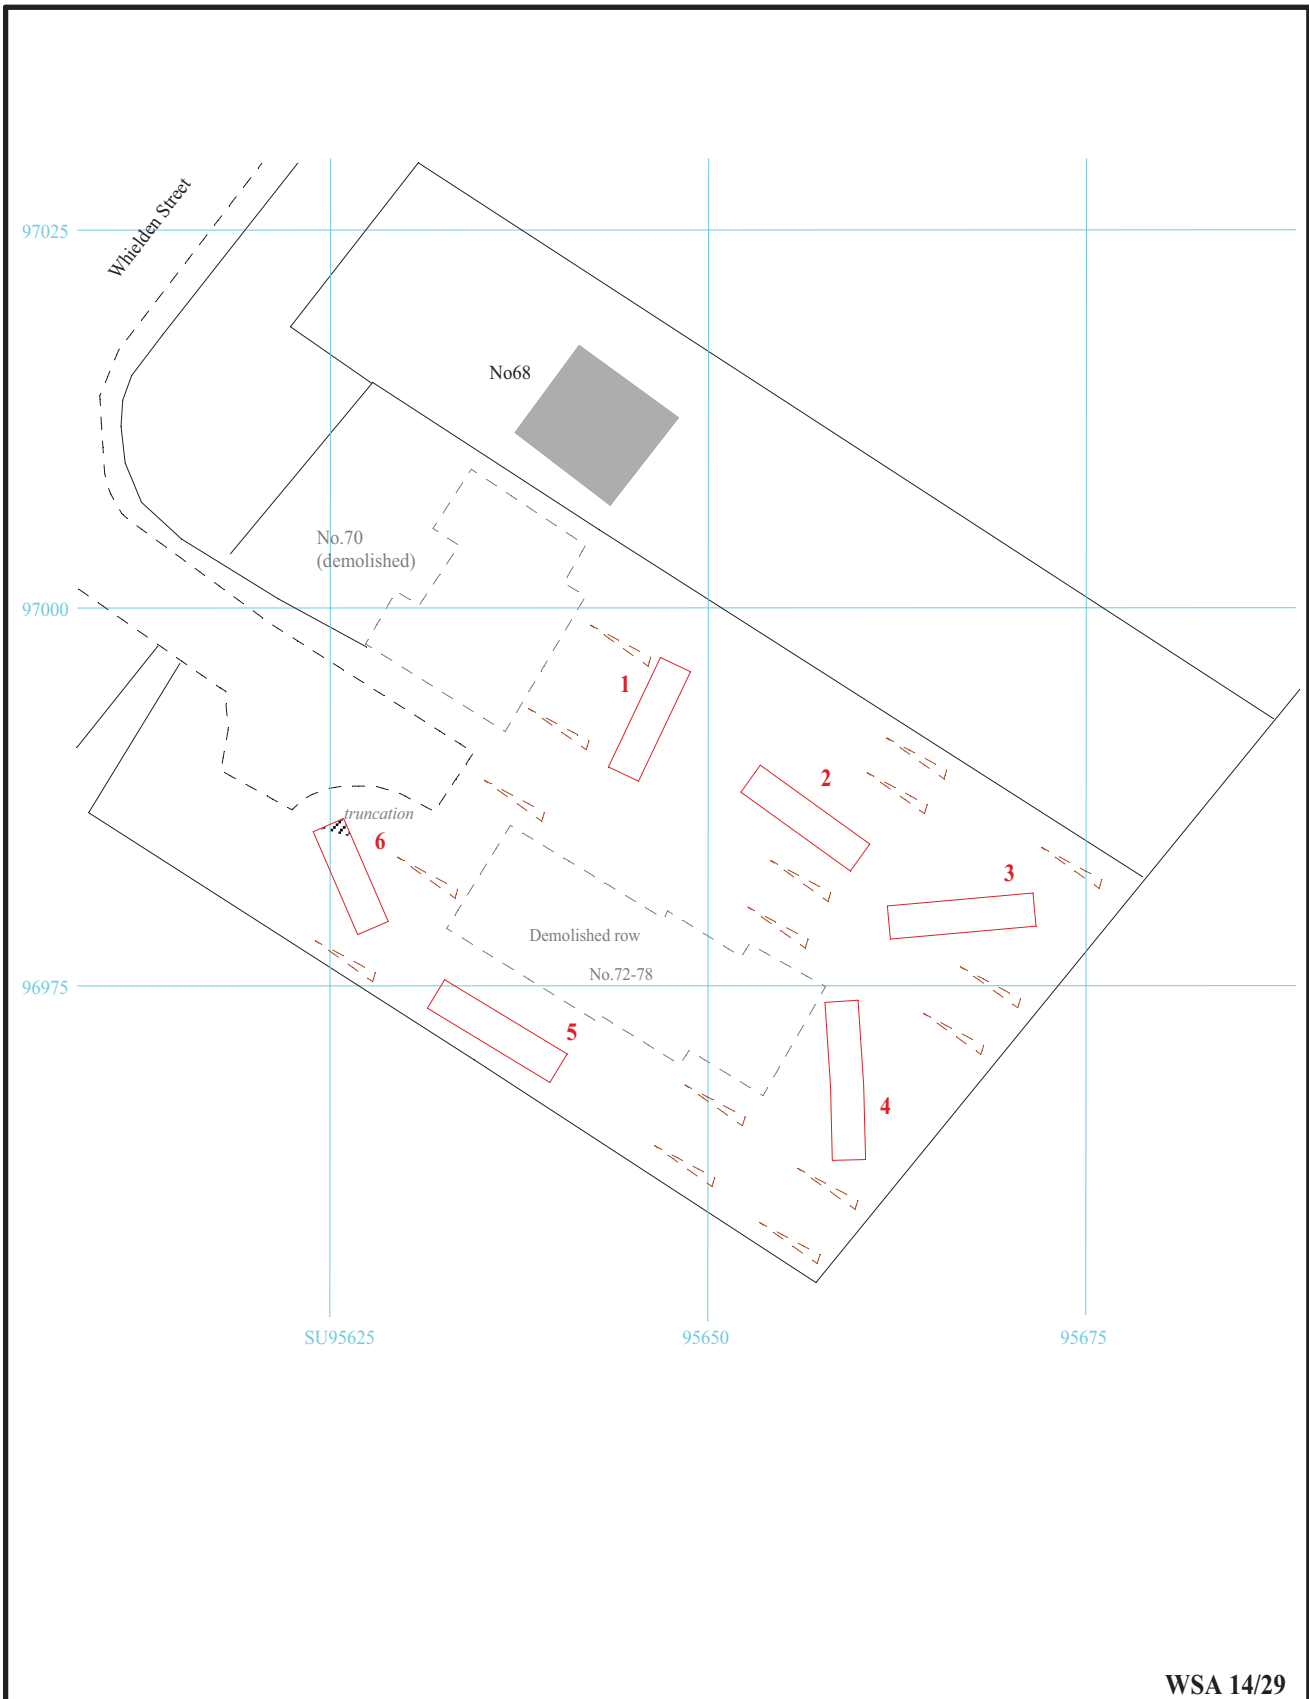 Whielden Street
97025
No68
No.70
(demolished)
97000
1
2
truncation
6
3
Demolished row
No.72-78
96975
5
4
SU95625
95650
95675
WSA 14/29